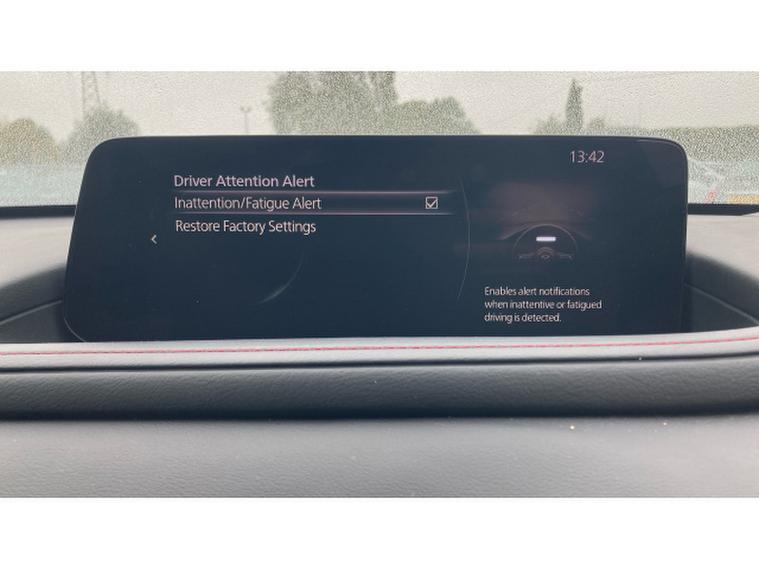 13:42
Driver Attention Alert
Inattention/Fatigue Alert
Restore Factory Settings
Enables alert notifications
when inattentive or fatigued
driving is detected.